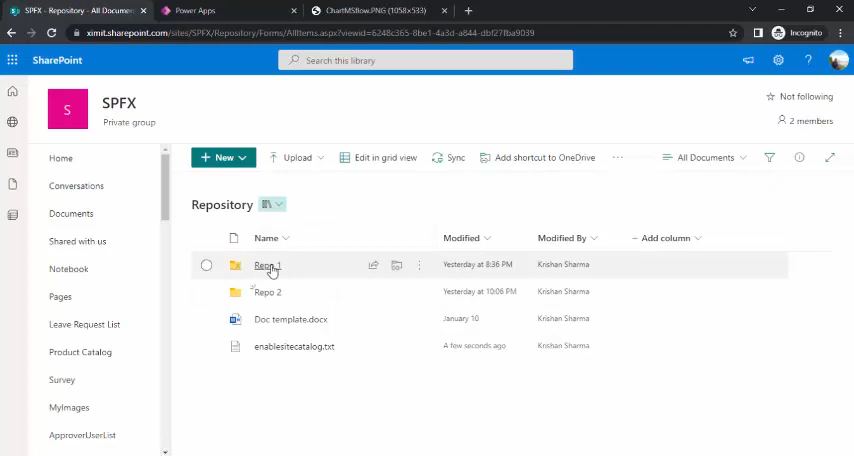 SPFX - Repository - All Documen
Power Apps
ChartMSflow.PNG (1058×533)
ximit.sharepoint.com/sites/SPFX/Repository/Forms/AllItems.aspx?viewid=6248c365-8be1-4a3d-a844-dbf27fba9039
Incognito
SharePoint
Search this library
S
SPFX
Private group
Not following
2 members
New
Upload
Edit in grid view
Sync
Add shortcut to OneDrive
All Documents
Home
Conversations
Documents
Shared with us
Notebook
Pages
Leave Request List
Product Catalog
Survey
MyImages
ApproverUserList
Repository
Name
Modified
Modified By
Add column
Repo 1
Yesterday at 8:36 PM
Krishan Sharma
Repo 2
Yesterday at 10:06 PM
Krishan Sharma
Doc template.docx
January 10
Krishan Sharma
enablesitecatalog.txt
A few seconds ago
Krishan Sharma